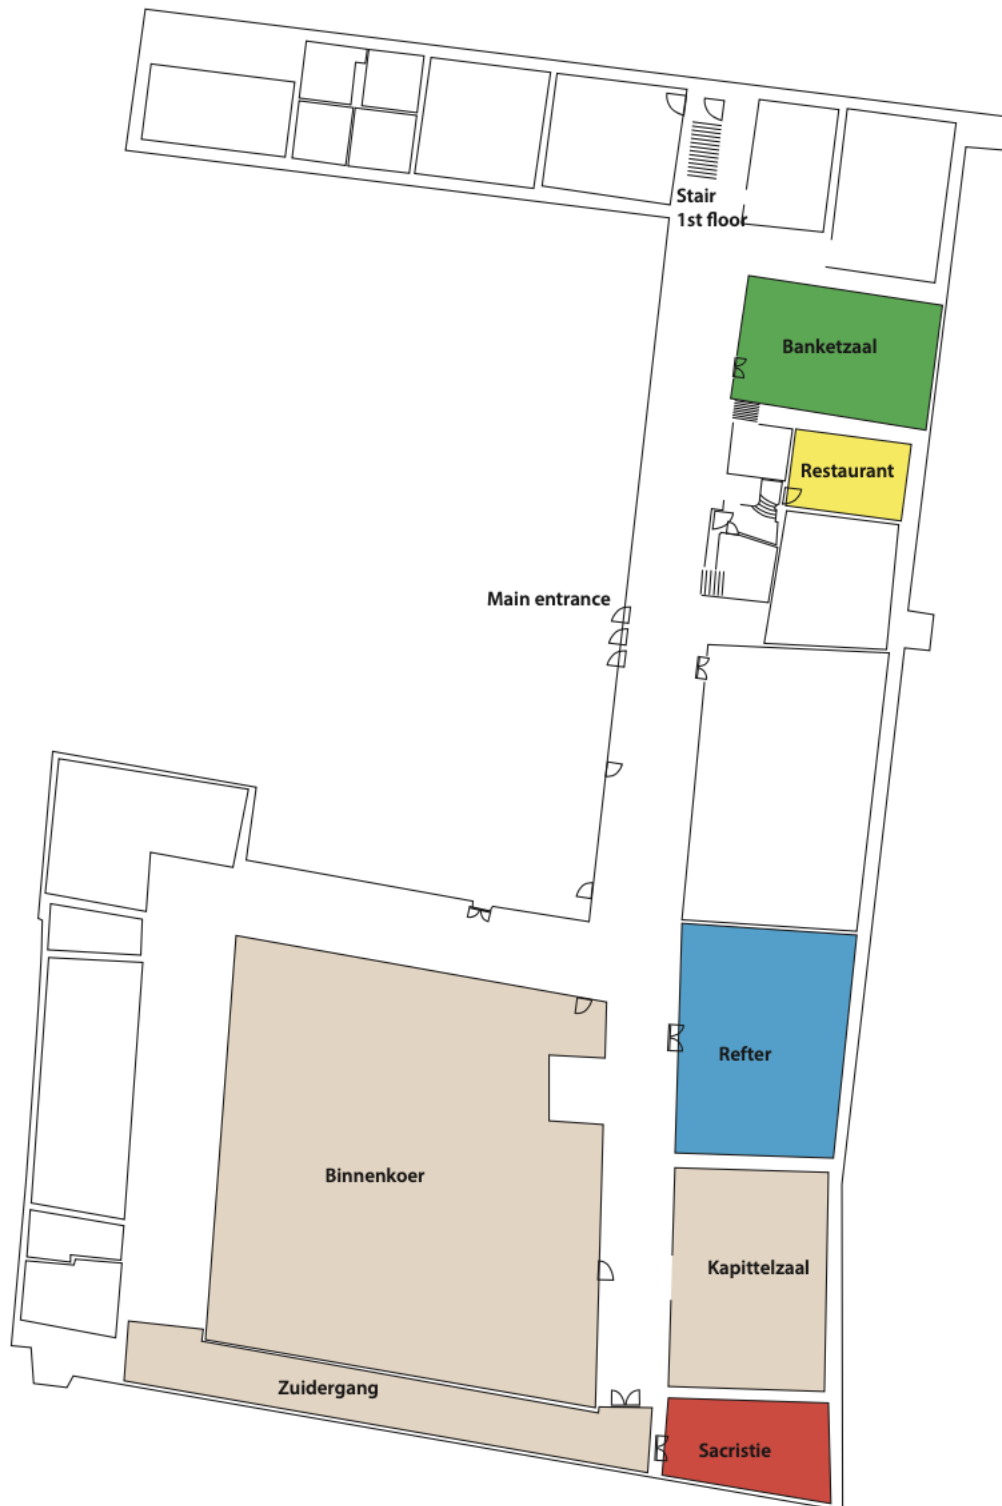 Stair
1st floor
Banketzaal
Restaurant
Main entrance
Refter
Binnenkoer
Kapittelzaal
Zuidergang
Sacristie